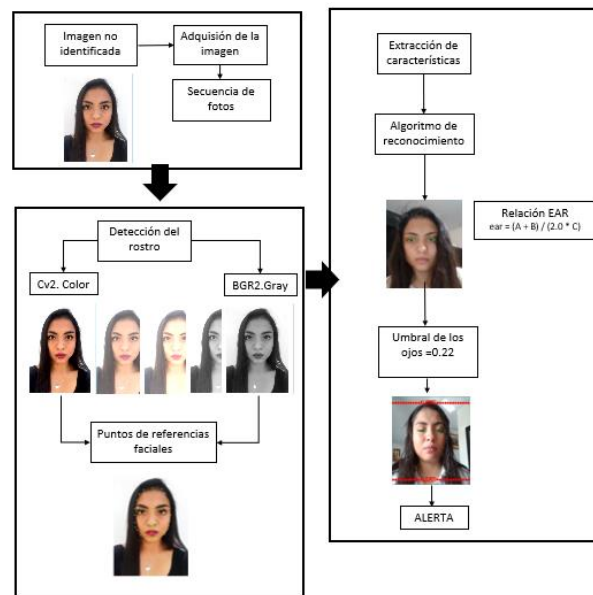 Imagen no
identificada
Adquisión de la
imagen
Secuencia de
fotos
Detección del
rostro
Cv2. Color
BGR2.Gray
Puntos de referencias
faciales
Extracción de
características
Algoritmo de
reconocimiento
Relación EAR
ear = (A + B) / (2.0 * C)
Umbral de los
ojos =0.22
ALERTA